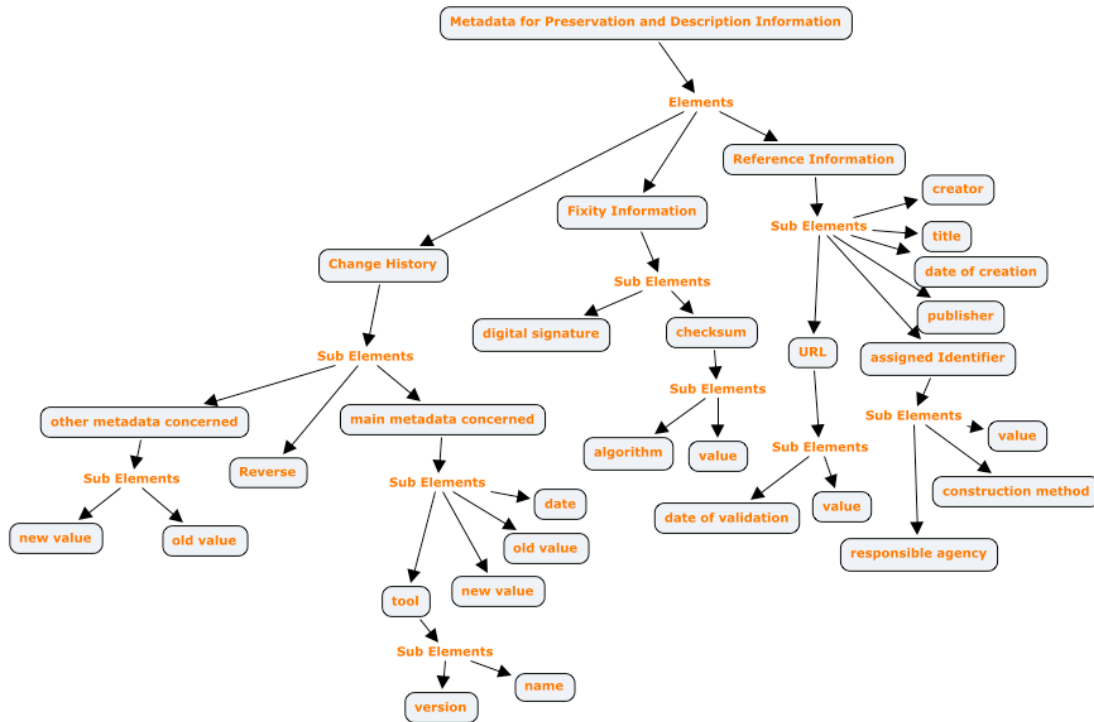 Metadata for Preservation and Description Information
Elements
Reference Information
creator
Fixity Information
Sub Elements
title
Change History
date of creation
Sub Elements
publisher
digital signature
checksum
URL
assigned Identifier
Sub Elements
Sub Elements
Sub Elements
other metadata concerned
main metadata concerned
value
algorithm
value
Sub Elements
Reverse
Sub Elements
Sub Elements
construction method
date
value
date of validation
new value
old value
old value
responsible agency
new value
tool
Sub Elements
name
version